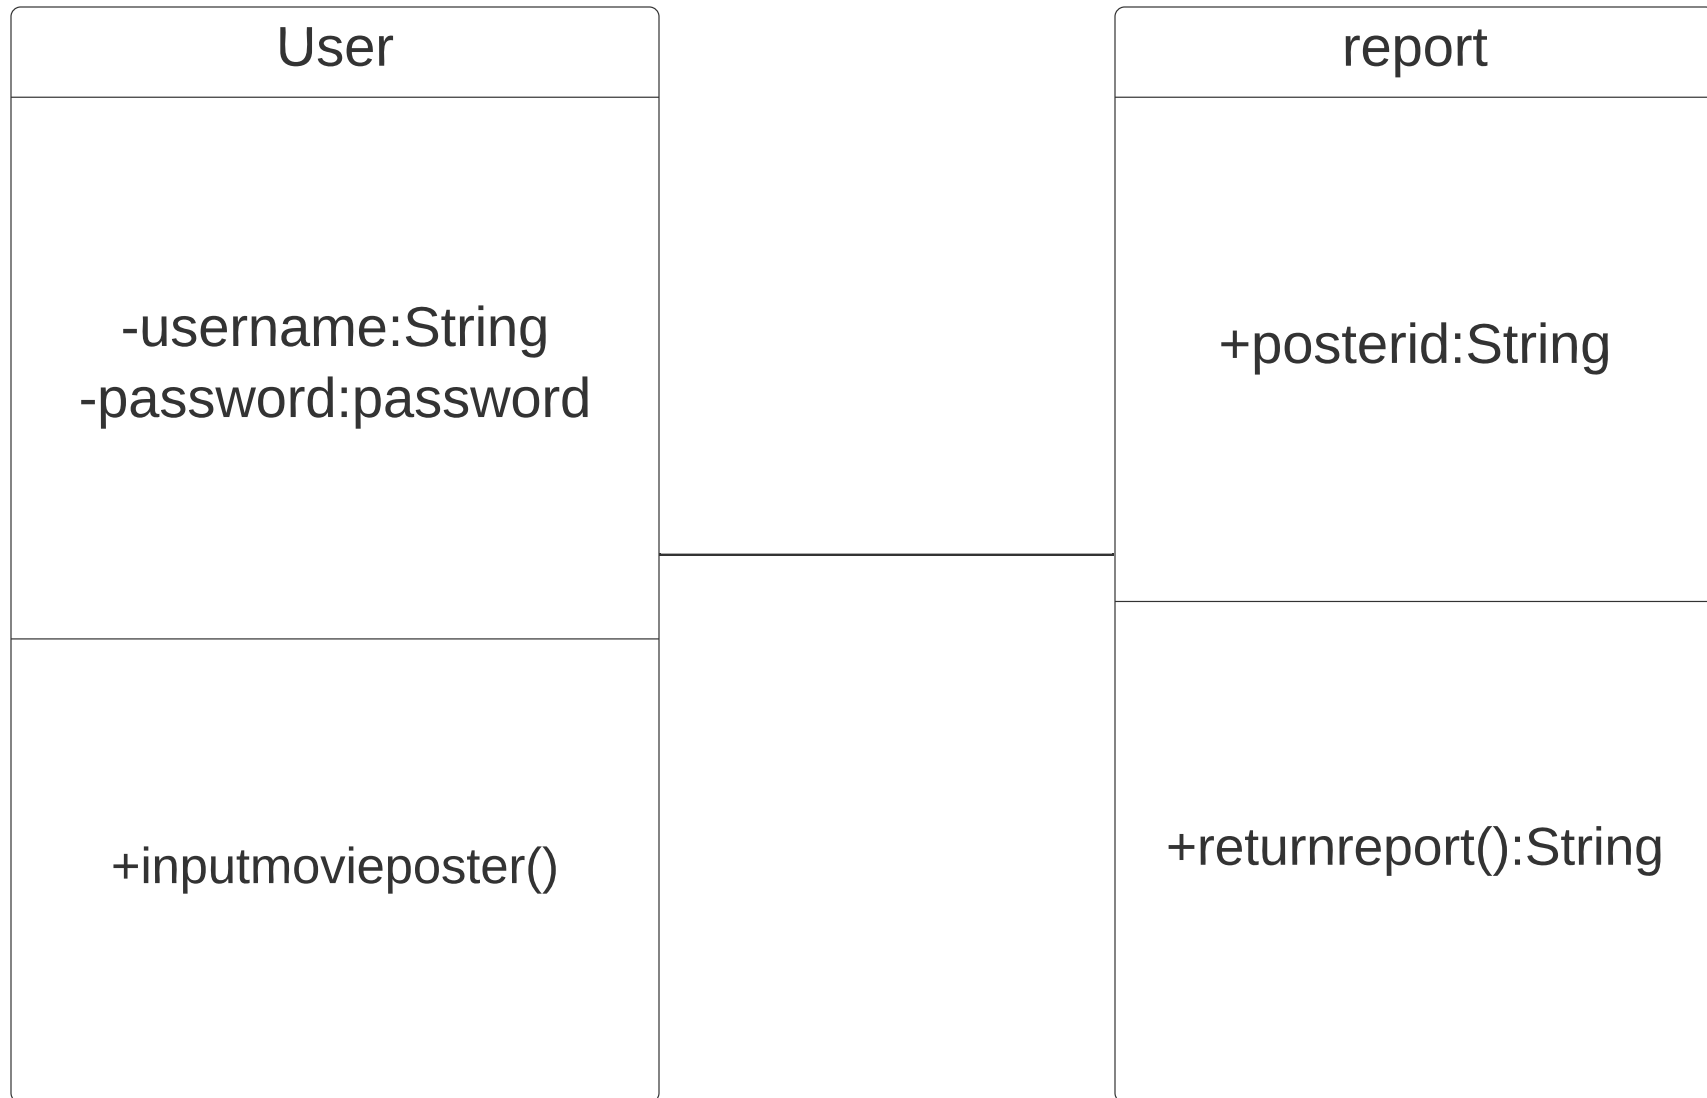 User
-username:String
-password:password
+inputmovieposter()
report
+posterid:String
+returnreport():String